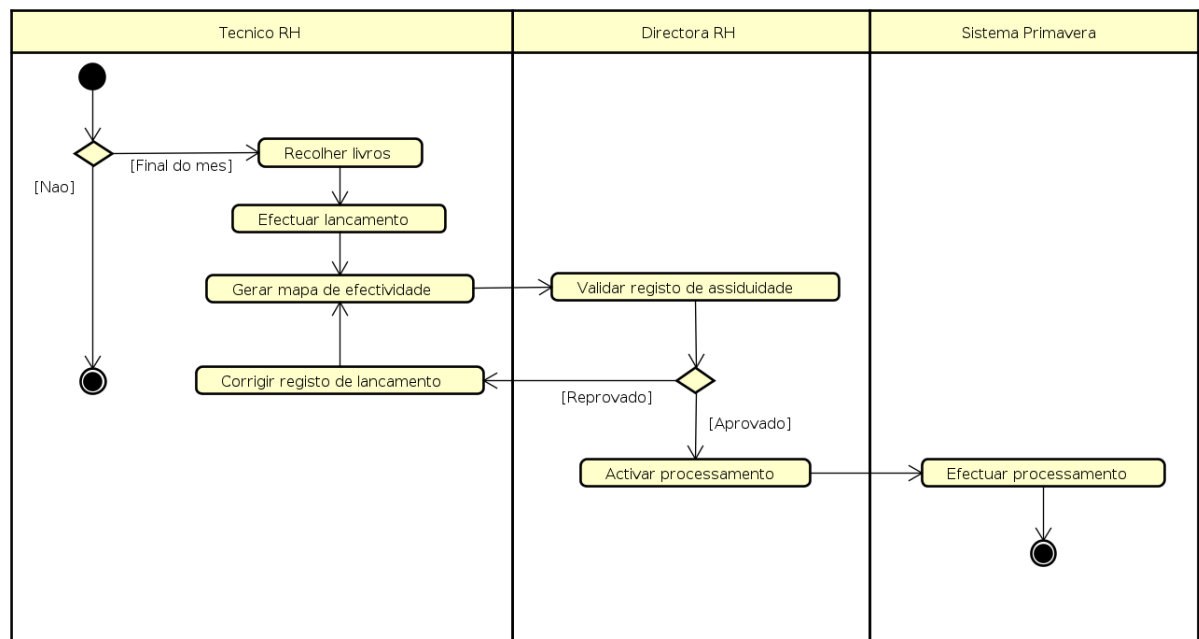 Tecnico RH
Directora RH
Sistema Primavera
Recolher livros
[Final do mes]
[Nao]
Efectuar lancamento
Gerar mapa de efectividade
Validar registo de assiduidade
Corrigir registo de lancamento
[Reprovado]
[Aprovado]
Activar processamento
Efectuar processamento